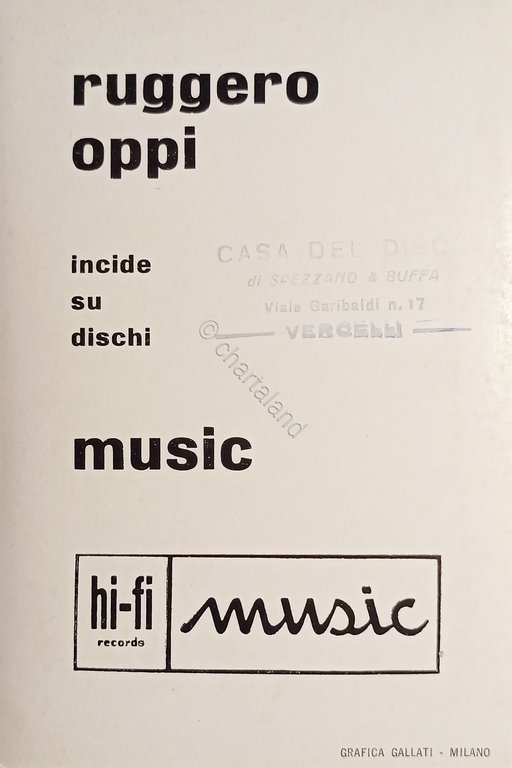 ruggero
oppi
CASA DEL DISCO
di SPEZZANO & BUFFA
Viale Garibaldi n. 17
VERCELLI
incide
su
dischi
© chartaland
music
hi-fi
records
music
GRAFICA GALLATI - MILANO